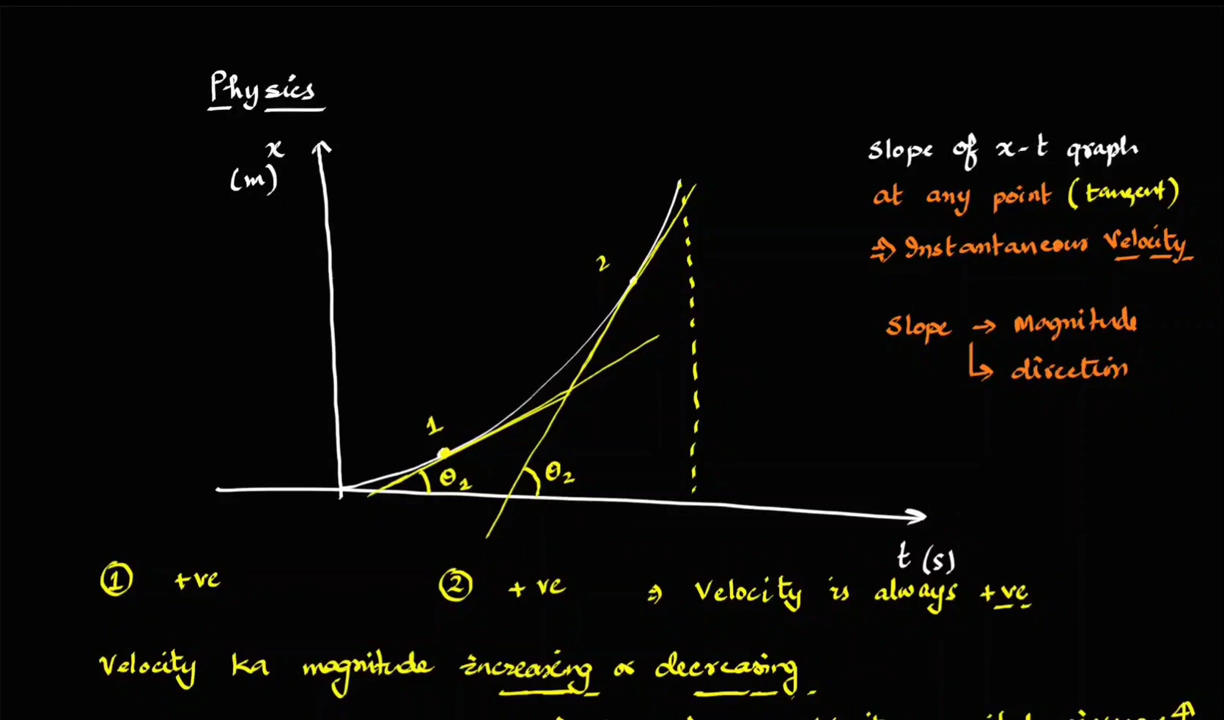 Physics
x
(m)
slope of x-t graph
at any point (tangent)
⇒ Instantaneous Velocity
Slope → Magnitude
↳ direction
2
1
θ2
θ2
t (s)
① +ve ② +ve ⇒ Velocity is always +ve
Velocity ka magnitude increasing or decreasing.